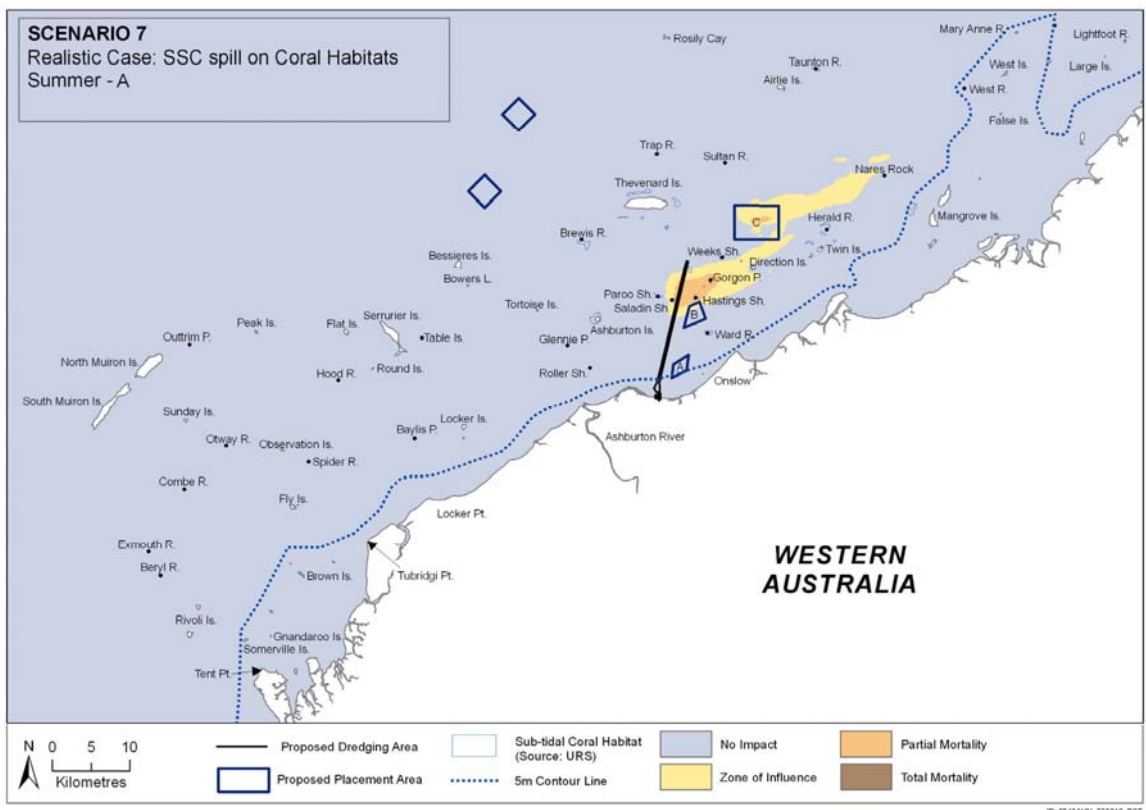 SCENARIO 7
Realistic Case: SSC spill on Coral Habitats
Summer - A
Rosily Cay
Mary Anne R.
Lightfoot R.
Taunton R.
West Is.
Large Is.
Airlie Is.
West R.
False Is.
Trap R.
Sultan R.
Nares Rock
Thevenard Is.
C
Herald R.
Mangrove Is.
Brewis R.
Weeks Sh.
Twin Is.
Bessieres Is.
Direction Is.
Bowers L.
Gorgon P.
Paroo Sh.
Hastings Sh.
Tortoise Is.
Saladin Sh.
B
Serrurier Is.
Peak Is.
Flat Is.
Ashburton Is.
Outtrim P.
Table Is.
Glennie P.
Ward R.
North Muiron Is.
Round Is.
A
Hood R.
Roller Sh.
Onslow
South Muiron Is.
Sunday Is.
Locker Is.
Baylis P.
Ashburton River
Otway R.
Observation Is.
Spider R.
Combe R.
Fly Is.
Locker Pt.
Exmouth R.
Beryl R.
Brown Is.
Tubridgi Pt.
WESTERN
AUSTRALIA
Rivoli Is.
Gnandaroo Is.
Somerville Is.
Tent Pt.
N
0 5 10
Kilometres
Proposed Dredging Area
Proposed Placement Area
Sub-tidal Coral Habitat
(Source: URS)
5m Contour Line
No Impact
Zone of Influence
Partial Mortality
Total Mortality